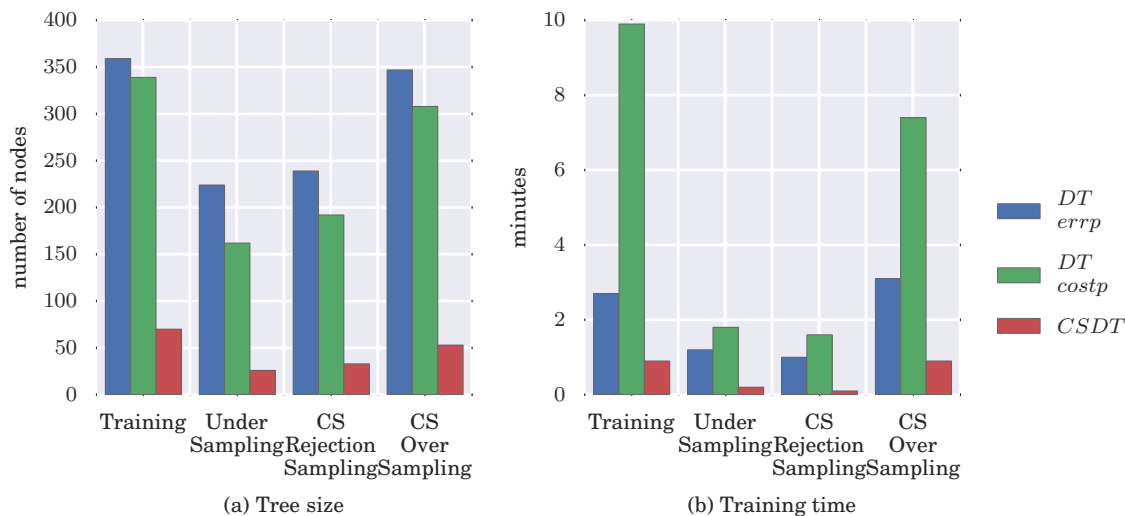 400
350
300
250
200
150
100
50
0
number of nodes
Training
Under
Sampling
CS
Rejection
Sampling
CS
Over
Sampling
(a) Tree size
10
8
6
4
2
0
minutes
Training
Under
Sampling
CS
Rejection
Sampling
CS
Over
Sampling
(b) Training time
DT
errp
DT
costp
CSDT